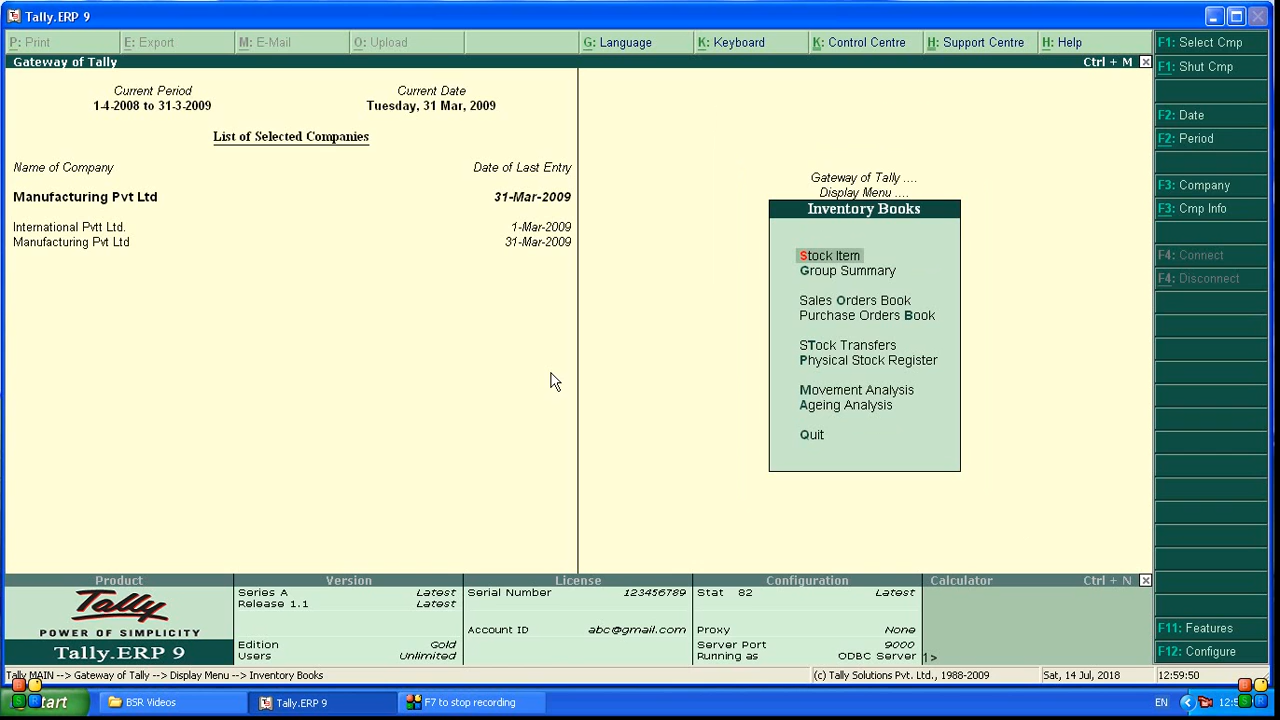 Tally.ERP 9
P: Print E: Export M: E-Mail O: Upload G: Language K: Keyboard K: Control Centre H: Support Centre H: Help
Gateway of Tally Ctrl + M
Current Period Current Date
1-4-2008 to 31-3-2009 Tuesday, 31 Mar, 2009
List of Selected Companies
Name of Company Date of Last Entry
Manufacturing Pvt Ltd 31-Mar-2009
International Pvtt Ltd. 1-Mar-2009
Manufacturing Pvt Ltd 31-Mar-2009
Gateway of Tally ....
Display Menu ....
Inventory Books
Stock Item
Group Summary
Sales Orders Book
Purchase Orders Book
STock Transfers
Physical Stock Register
Movement Analysis
Ageing Analysis
Quit
F1: Select Cmp
F1: Shut Cmp
F2: Date
F2: Period
F3: Company
F3: Cmp Info
F4: Connect
F4: Disconnect
F11: Features
F12: Configure
Product Version License Configuration Calculator Ctrl + N
Tally
POWER OF SIMPLICITY
Tally.ERP 9
Series A Latest
Release 1.1 Latest
Edition Gold
Users Unlimited
Serial Number 123456789
Account ID abc@gmail.com
Stat 82 Latest
Proxy None
Server Port 9000
Running as ODBC Server
1>
Tally MAIN --> Gateway of Tally --> Display Menu --> Inventory Books (c) Tally Solutions Pvt. Ltd., 1988-2009 Sat, 14 Jul, 2018 12:59:50
BSR Videos Tally.ERP 9 F7 to stop recording EN